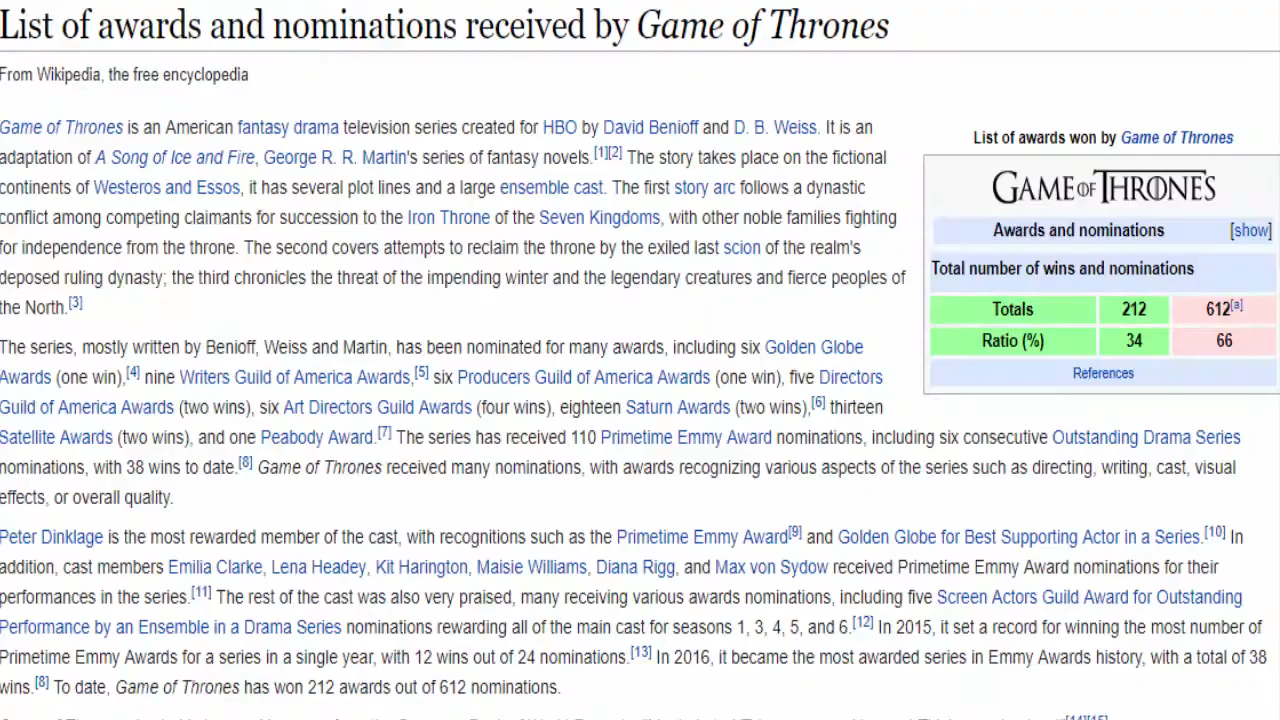 List of awards and nominations received by Game of Thrones
From Wikipedia, the free encyclopedia
Game of Thrones is an American fantasy drama television series created for HBO by David Benioff and D. B. Weiss. It is an
adaptation of A Song of Ice and Fire, George R. R. Martin's series of fantasy novels.[1][2] The story takes place on the fictional
continents of Westeros and Essos, it has several plot lines and a large ensemble cast. The first story arc follows a dynastic
conflict among competing claimants for succession to the Iron Throne of the Seven Kingdoms, with other noble families fighting
for independence from the throne. The second covers attempts to reclaim the throne by the exiled last scion of the realm's
deposed ruling dynasty; the third chronicles the threat of the impending winter and the legendary creatures and fierce peoples of
the North.[3]
List of awards won by Game of Thrones
GAME OF THRONES
Awards and nominations [show]
Total number of wins and nominations
Totals 212 612[a]
Ratio (%) 34 66
References
The series, mostly written by Benioff, Weiss and Martin, has been nominated for many awards, including six Golden Globe
Awards (one win),[4] nine Writers Guild of America Awards,[5] six Producers Guild of America Awards (one win), five Directors
Guild of America Awards (two wins), six Art Directors Guild Awards (four wins), eighteen Saturn Awards (two wins),[6] thirteen
Satellite Awards (two wins), and one Peabody Award.[7] The series has received 110 Primetime Emmy Award nominations, including six consecutive Outstanding Drama Series
nominations, with 38 wins to date.[8] Game of Thrones received many nominations, with awards recognizing various aspects of the series such as directing, writing, cast, visual
effects, or overall quality.
Peter Dinklage is the most rewarded member of the cast, with recognitions such as the Primetime Emmy Award[9] and Golden Globe for Best Supporting Actor in a Series.[10] In
addition, cast members Emilia Clarke, Lena Headey, Kit Harington, Maisie Williams, Diana Rigg, and Max von Sydow received Primetime Emmy Award nominations for their
performances in the series.[11] The rest of the cast was also very praised, many receiving various awards nominations, including five Screen Actors Guild Award for Outstanding
Performance by an Ensemble in a Drama Series nominations rewarding all of the main cast for seasons 1, 3, 4, 5, and 6.[12] In 2015, it set a record for winning the most number of
Primetime Emmy Awards for a series in a single year, with 12 wins out of 24 nominations.[13] In 2016, it became the most awarded series in Emmy Awards history, with a total of 38
wins.[8] To date, Game of Thrones has won 212 awards out of 612 nominations.